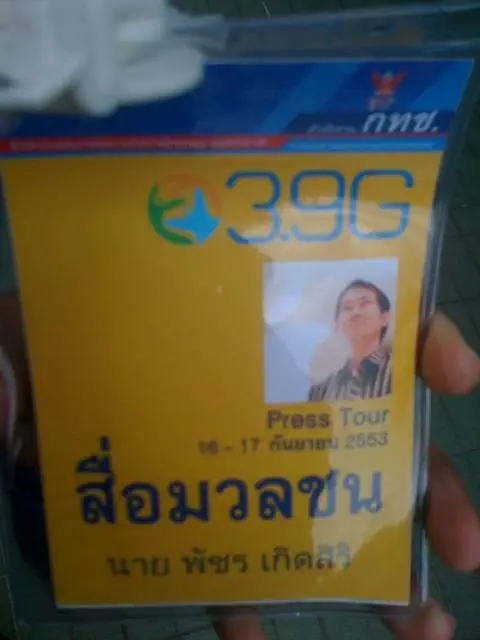 กทช.
3.9G
Press Tour
16 - 17 กันยายน 2553
สื่อมวลชน
นาย พัชร เกิดสิริ